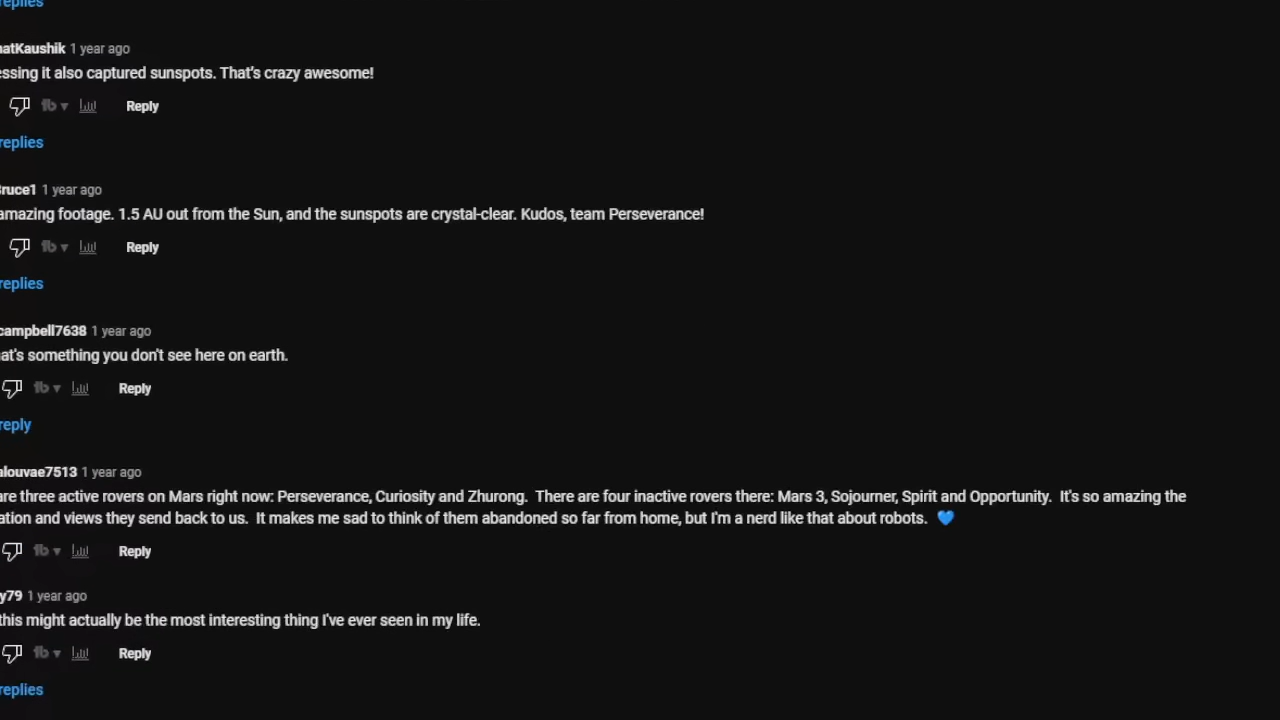 replies
natKaushik 1 year ago
essing it also captured sunspots. That's crazy awesome!
Reply
replies
Bruce1 1 year ago
amazing footage. 1.5 AU out from the Sun, and the sunspots are crystal-clear. Kudos, team Perseverance!
Reply
replies
campbell7638 1 year ago
at's something you don't see here on earth.
Reply
reply
alouvae7513 1 year ago
are three active rovers on Mars right now: Perseverance, Curiosity and Zhurong. There are four inactive rovers there: Mars 3, Sojourner, Spirit and Opportunity. It's so amazing the
ation and views they send back to us. It makes me sad to think of them abandoned so far from home, but I'm a nerd like that about robots. 💙
Reply
y79 1 year ago
this might actually be the most interesting thing I've ever seen in my life.
Reply
replies